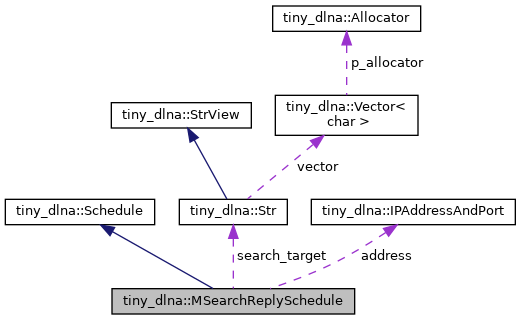 tiny_dlna::Allocator
p_allocator
tiny_dlna::StrView
tiny_dlna::Vector<
char >
vector
tiny_dlna::Schedule
tiny_dlna::Str
tiny_dlna::IPAddressAndPort
search_target
address
tiny_dlna::MSearchReplySchedule